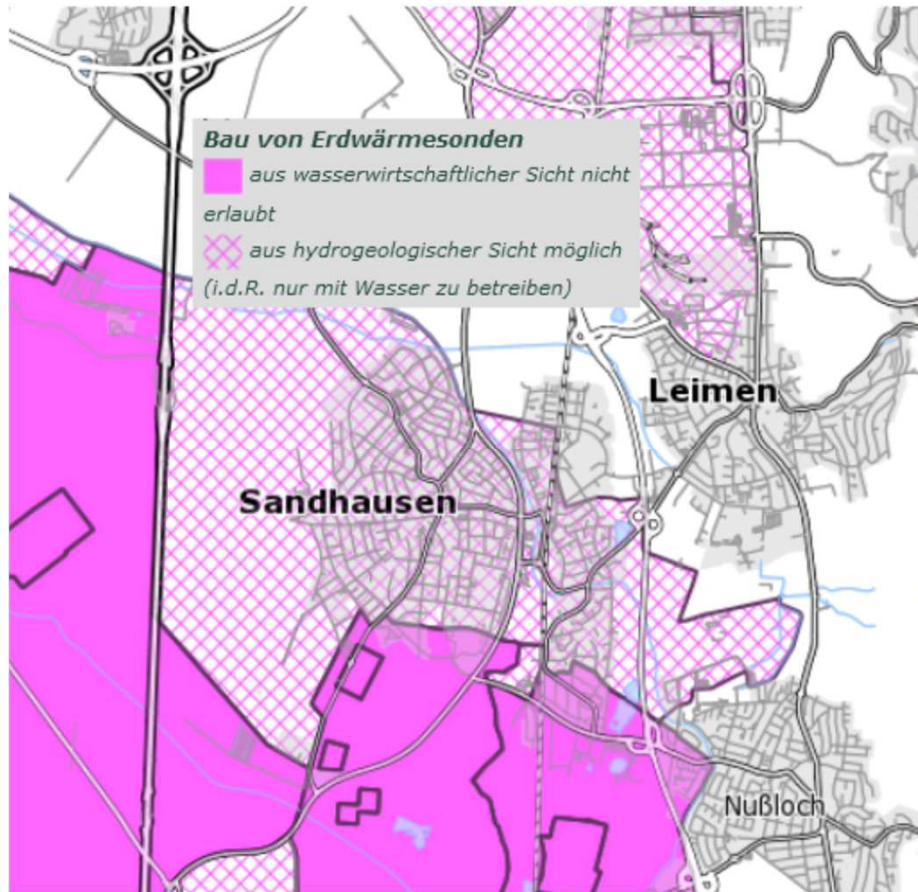 Bau von Erdwärmesonden
aus wasserwirtschaftlicher Sicht nicht
erlaubt
aus hydrogeologischer Sicht möglich
(i.d.R. nur mit Wasser zu betreiben)
Leimen
Sandhausen
Nußloch